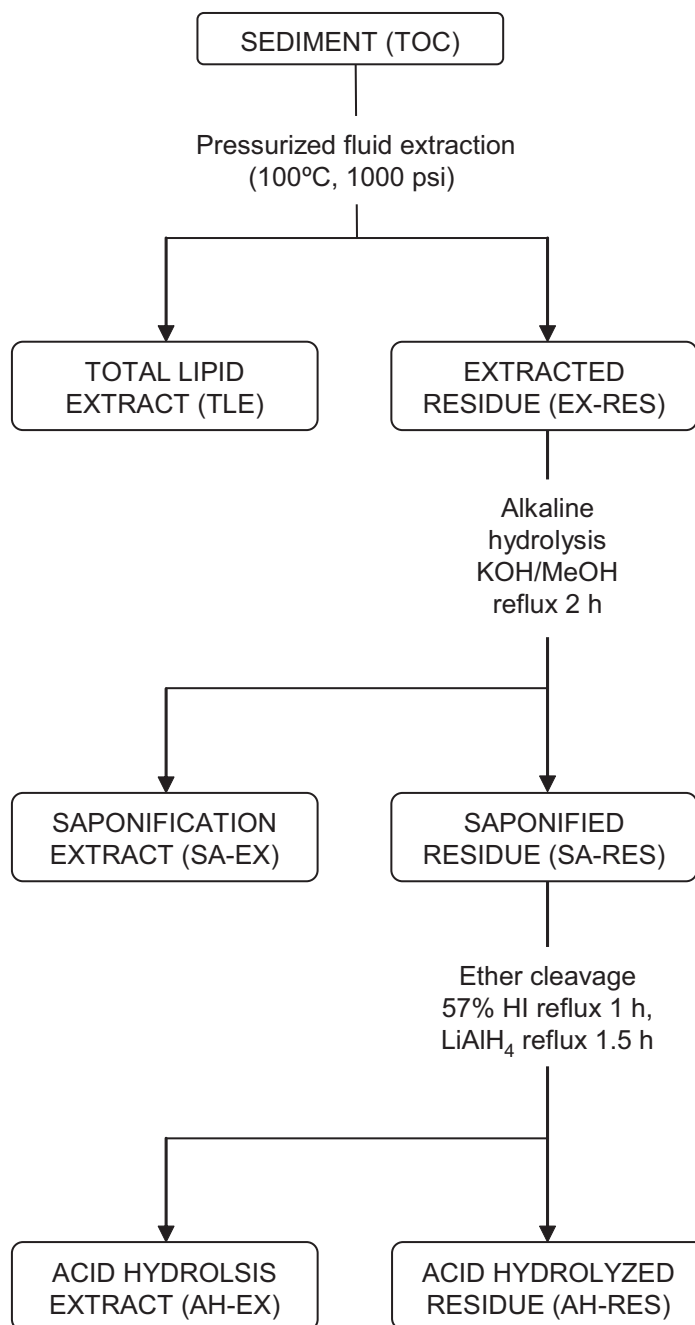 SEDIMENT (TOC)
Pressurized fluid extraction
(100ºC, 1000 psi)
TOTAL LIPID
EXTRACT (TLE)
EXTRACTED
RESIDUE (EX-RES)
Alkaline
hydrolysis
KOH/MeOH
reflux 2 h
SAPONIFICATION
EXTRACT (SA-EX)
SAPONIFIED
RESIDUE (SA-RES)
Ether cleavage
57% HI reflux 1 h,
LiAlH₄ reflux 1.5 h
ACID HYDROLSIS
EXTRACT (AH-EX)
ACID HYDROLYZED
RESIDUE (AH-RES)